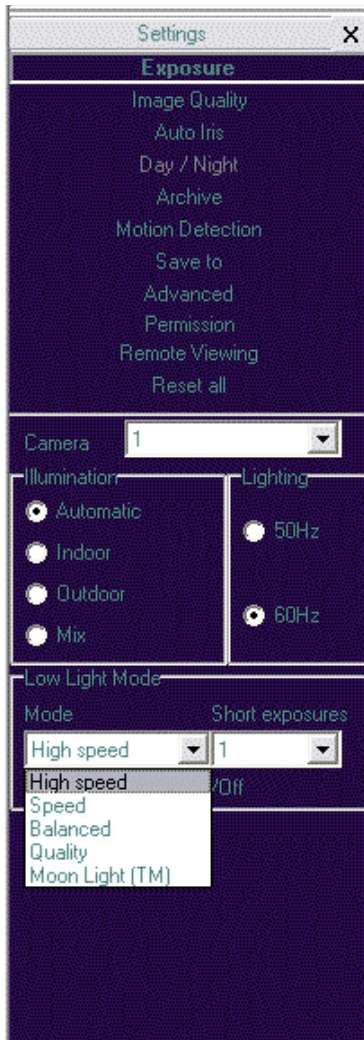 Settings X
Exposure
Image Quality
Auto Iris
Day / Night
Archive
Motion Detection
Save to
Advanced
Permission
Remote Viewing
Reset all
Camera 1
Illumination Lighting
Automatic
50Hz
Indoor
Outdoor
60Hz
Mix
Low Light Mode
Mode Short exposures
High speed 1
High speed /Off
Speed
Balanced
Quality
Moon Light (TM)